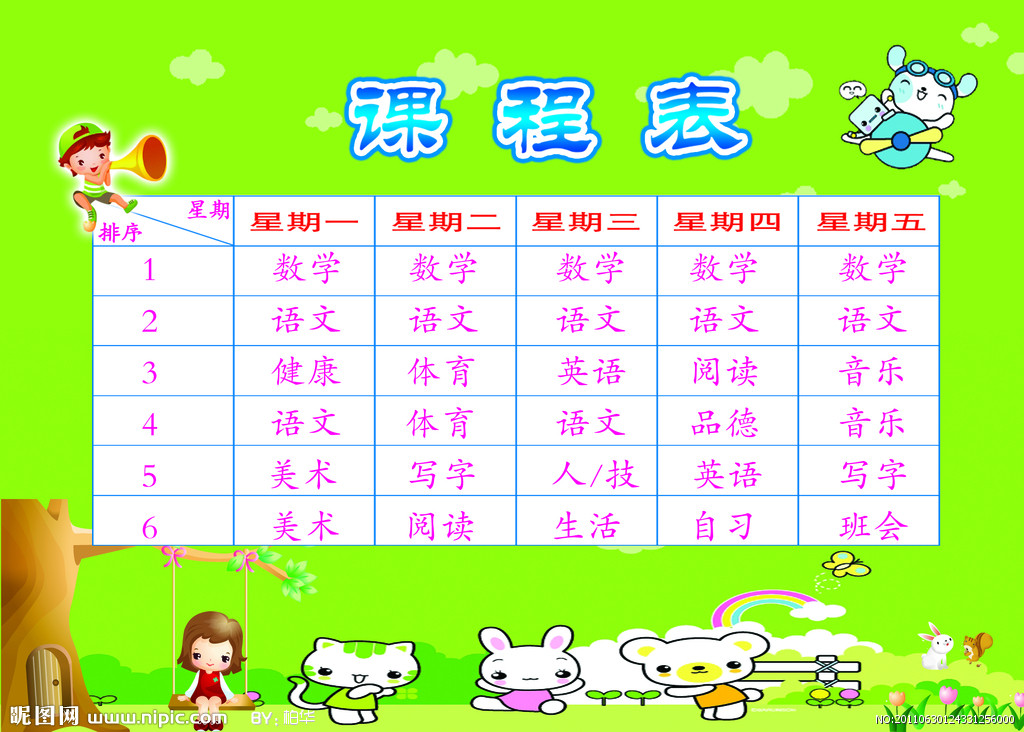 课程表
星期 星期一 星期二 星期三 星期四 星期五
排序
1 数学 数学 数学 数学 数学
2 语文 语文 语文 语文 语文
3 健康 体育 英语 阅读 音乐
4 语文 体育 语文 品德 音乐
5 美术 写字 人/技 英语 写字
6 美术 阅读 生活 自习 班会
昵图网 www.nipic.com BY:柏华 NO:20110630124331256000